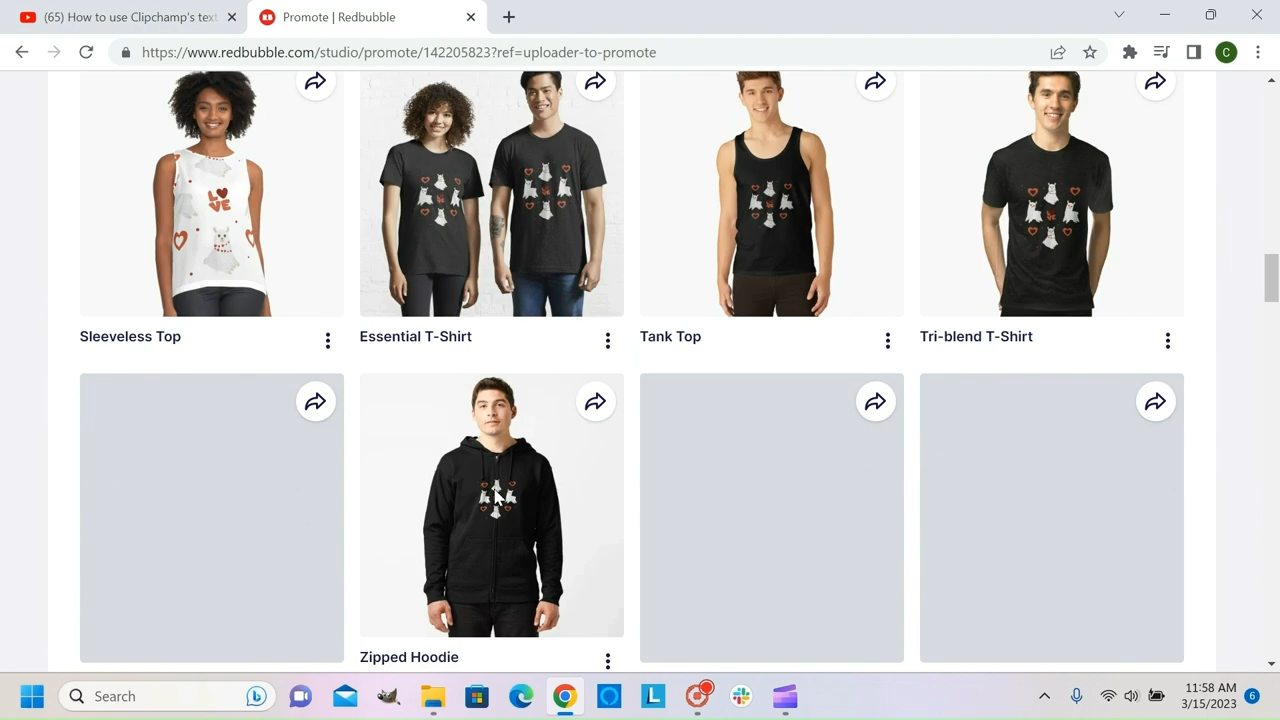 (65) How to use Clipchamp's text
Promote | Redbubble
https://www.redbubble.com/studio/promote/142205823?ref=uploader-to-promote
C
LOVE
Sleeveless Top
Essential T-Shirt
Tank Top
Tri-blend T-Shirt
Zipped Hoodie
Search
L
11:58 AM
3/15/2023
6